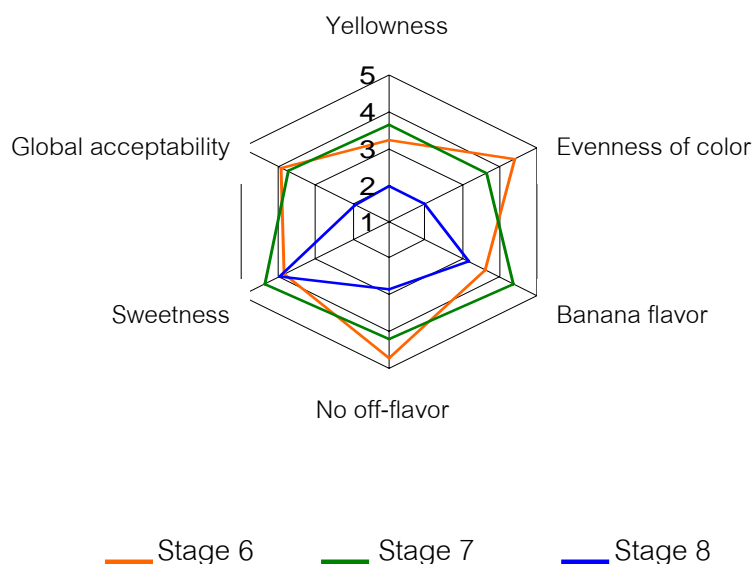 Yellowness
5
4
3
2
1
Global acceptability
Evenness of color
Sweetness
Banana flavor
No off-flavor
Stage 6 Stage 7 Stage 8